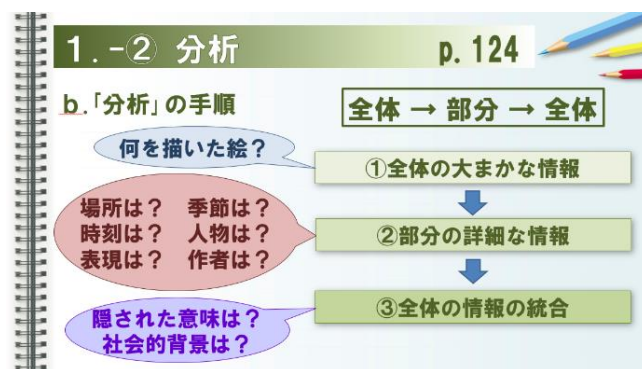 1.-② 分析 p.124
b.「分析」の手順
全体 → 部分 → 全体
何を描いた絵？
①全体の大まかな情報
場所は？ 季節は？
時刻は？ 人物は？
表現は？ 作者は？
②部分の詳細な情報
隠された意味は？
社会的背景は？
③全体の情報の統合